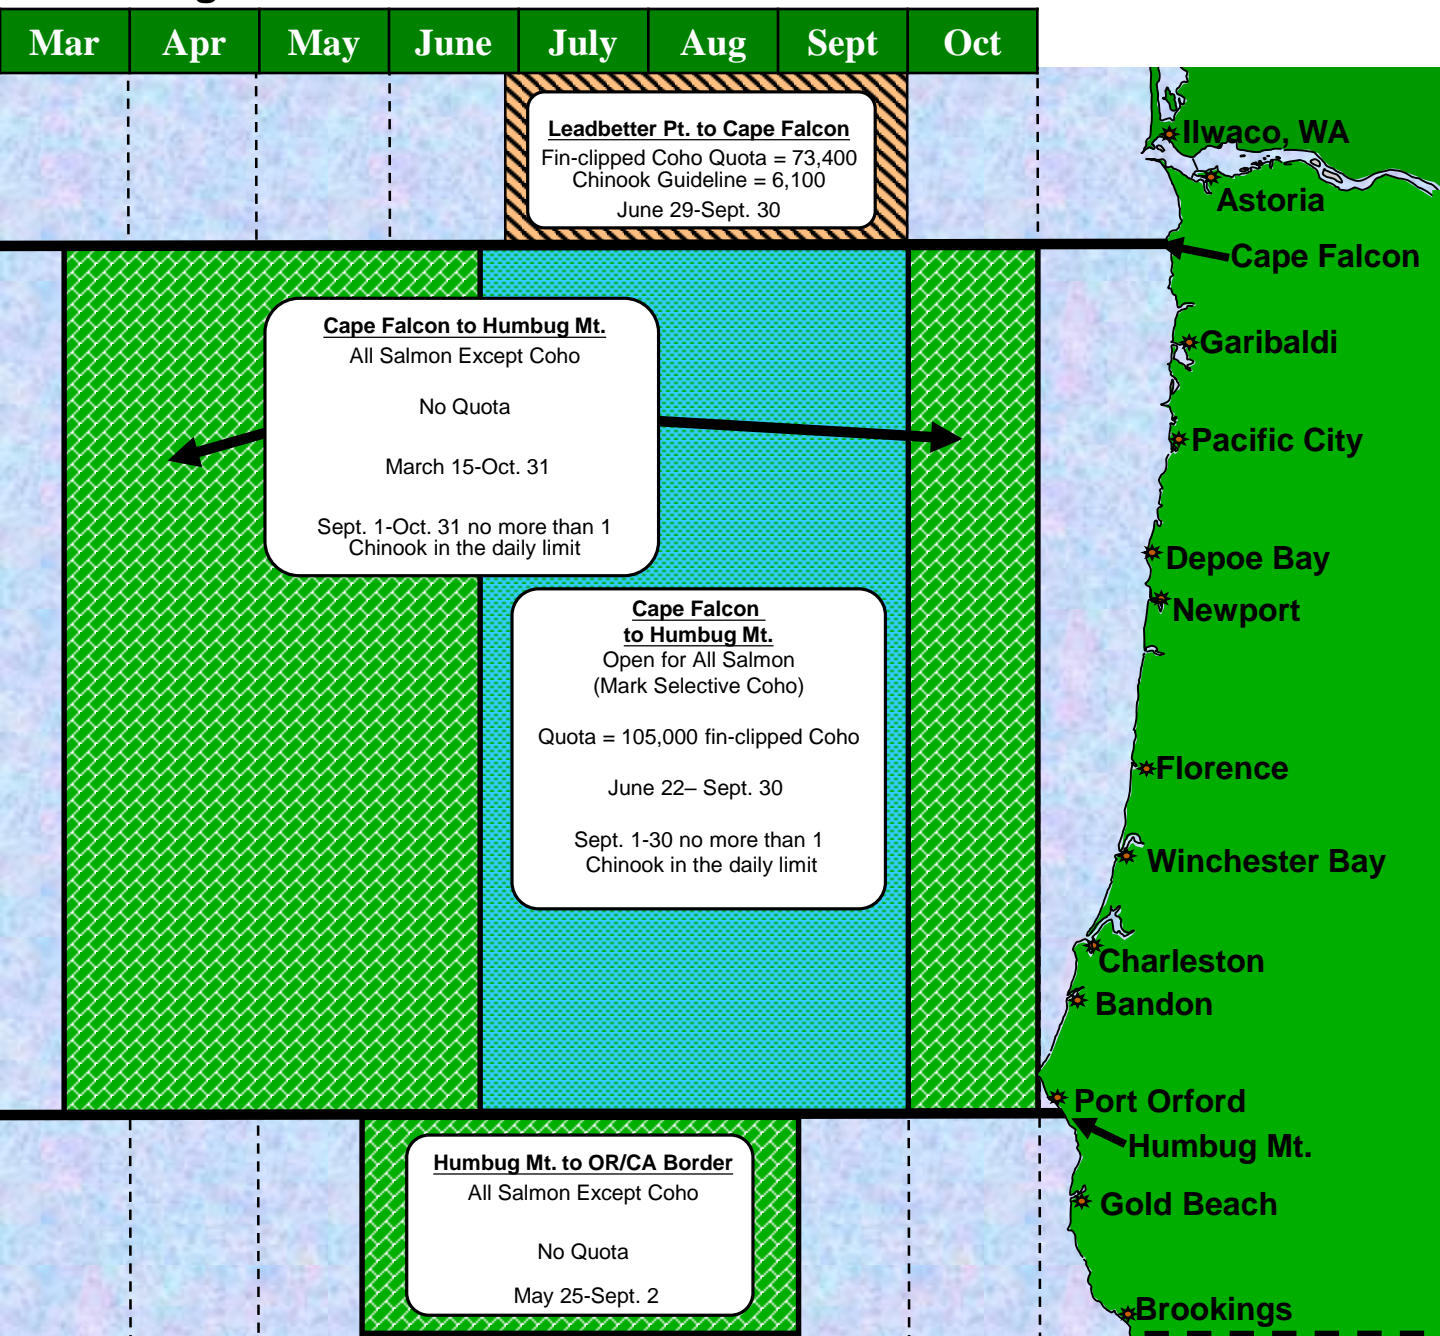 Mar Apr May June July Aug Sept Oct
Leadbetter Pt. to Cape Falcon
Fin-clipped Coho Quota = 73,400
Chinook Guideline = 6,100
June 29-Sept. 30
Ilwaco, WA
Astoria
Cape Falcon
Cape Falcon to Humbug Mt.
All Salmon Except Coho
No Quota
March 15-Oct. 31
Sept. 1-Oct. 31 no more than 1
Chinook in the daily limit
Garibaldi
Pacific City
Depoe Bay
Newport
Cape Falcon
to Humbug Mt.
Open for All Salmon
(Mark Selective Coho)
Quota = 105,000 fin-clipped Coho
June 22– Sept. 30
Sept. 1-30 no more than 1
Chinook in the daily limit
Florence
Winchester Bay
Charleston
Bandon
Port Orford
Humbug Mt.
Humbug Mt. to OR/CA Border
All Salmon Except Coho
No Quota
May 25-Sept. 2
Gold Beach
Brookings